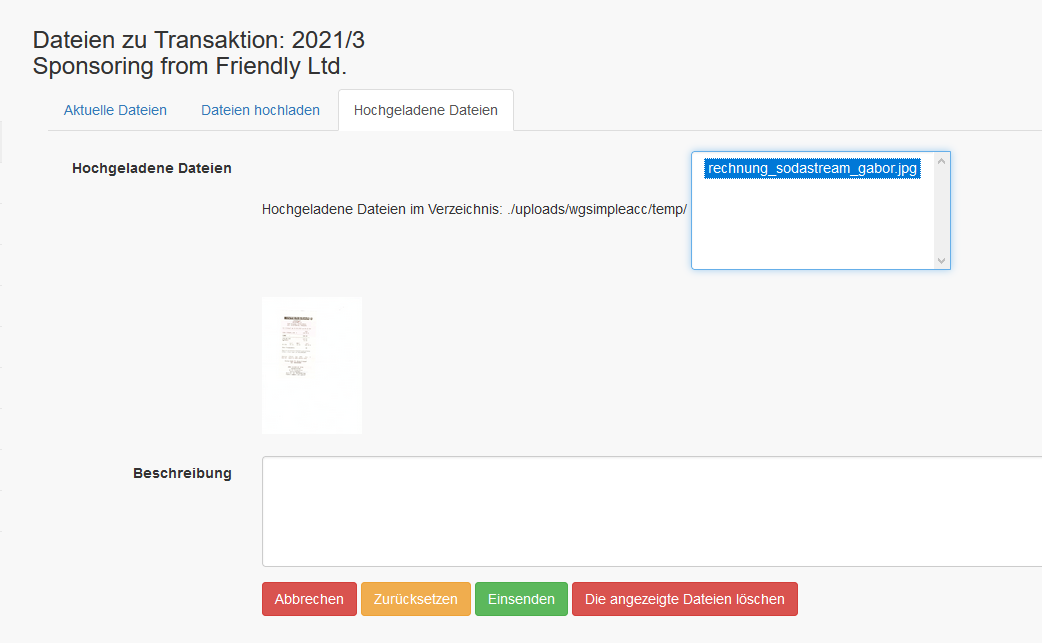 Dateien zu Transaktion: 2021/3
Sponsoring from Friendly Ltd.
Aktuelle Dateien Dateien hochladen Hochgeladene Dateien
Hochgeladene Dateien
rechnung_sodastream_gabor.jpg
Hochgeladene Dateien im Verzeichnis: ./uploads/wgsimpleacc/temp/
Beschreibung
Abbrechen Zurücksetzen Einsenden Die angezeigte Dateien löschen